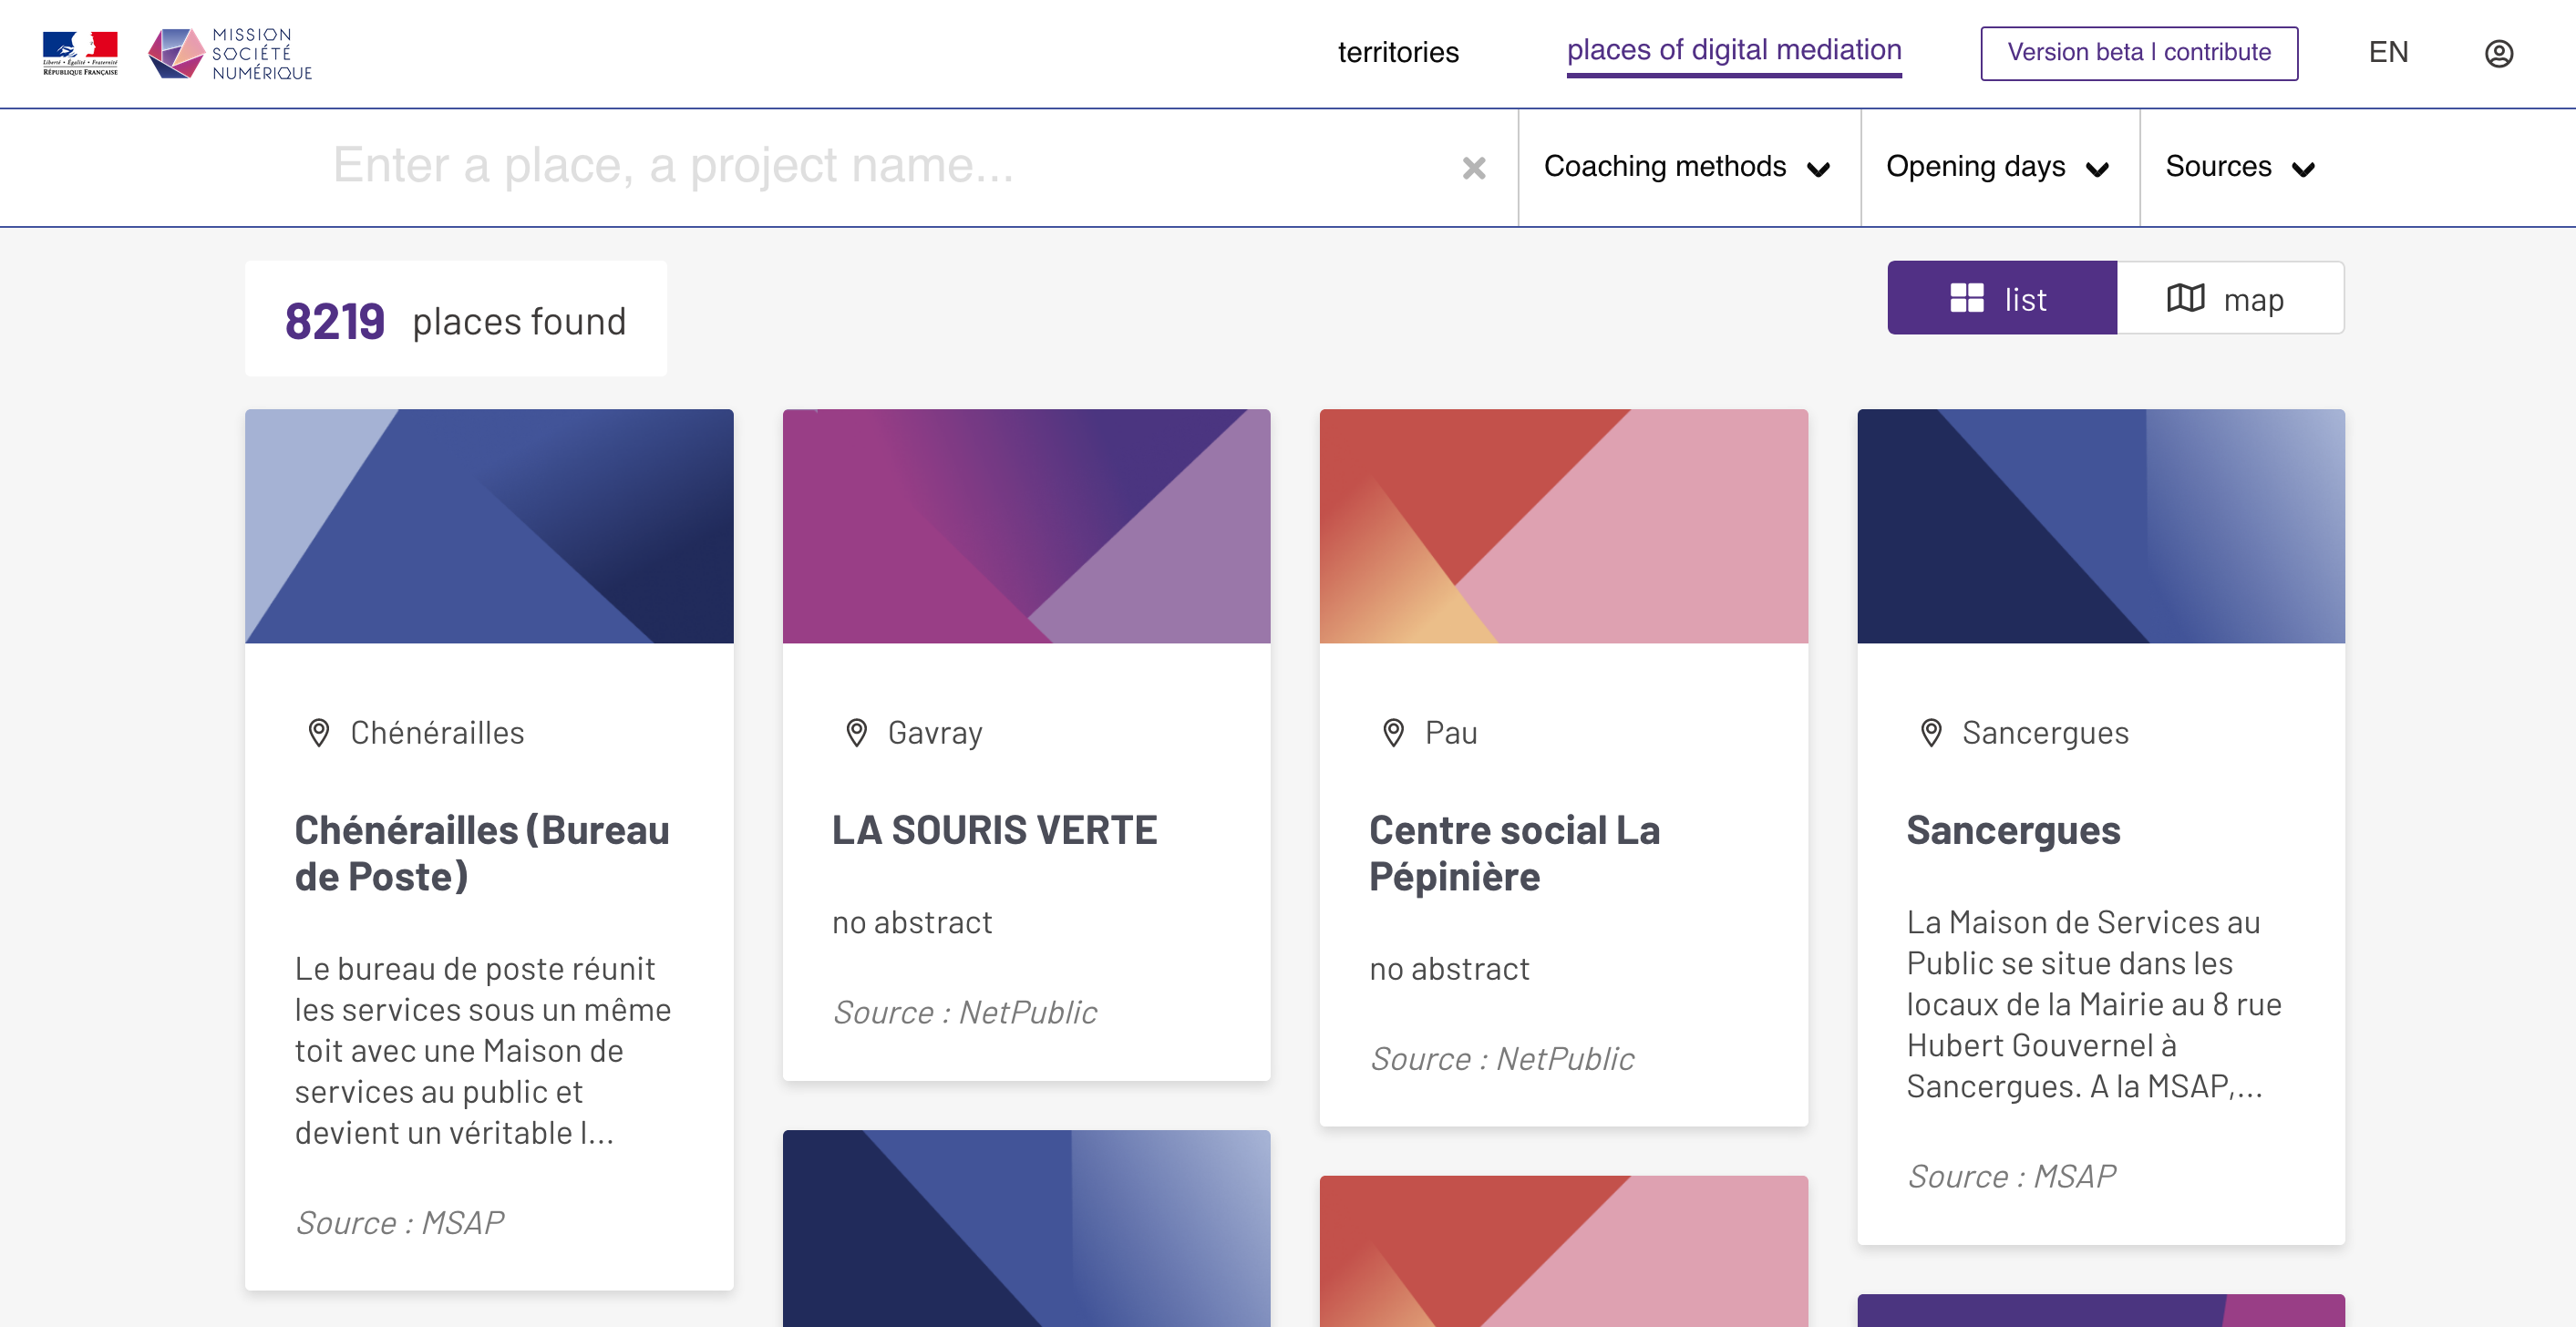 Liberté • Égalité • Fraternité
RÉPUBLIQUE FRANÇAISE
MISSION
SOCIÉTÉ
NUMÉRIQUE
territories
places of digital mediation
Version beta | contribute
EN
Enter a place, a project name...
Coaching methods
Opening days
Sources
8219 places found
list
map
Chénérailles
Chénérailles (Bureau
de Poste)
Le bureau de poste réunit
les services sous un même
toit avec une Maison de
services au public et
devient un véritable l...
Source : MSAP
Gavray
LA SOURIS VERTE
no abstract
Source : NetPublic
Pau
Centre social La
Pépinière
no abstract
Source : NetPublic
Sancergues
Sancergues
La Maison de Services au
Public se situe dans les
locaux de la Mairie au 8 rue
Hubert Gouvernel à
Sancergues. A la MSAP,...
Source : MSAP